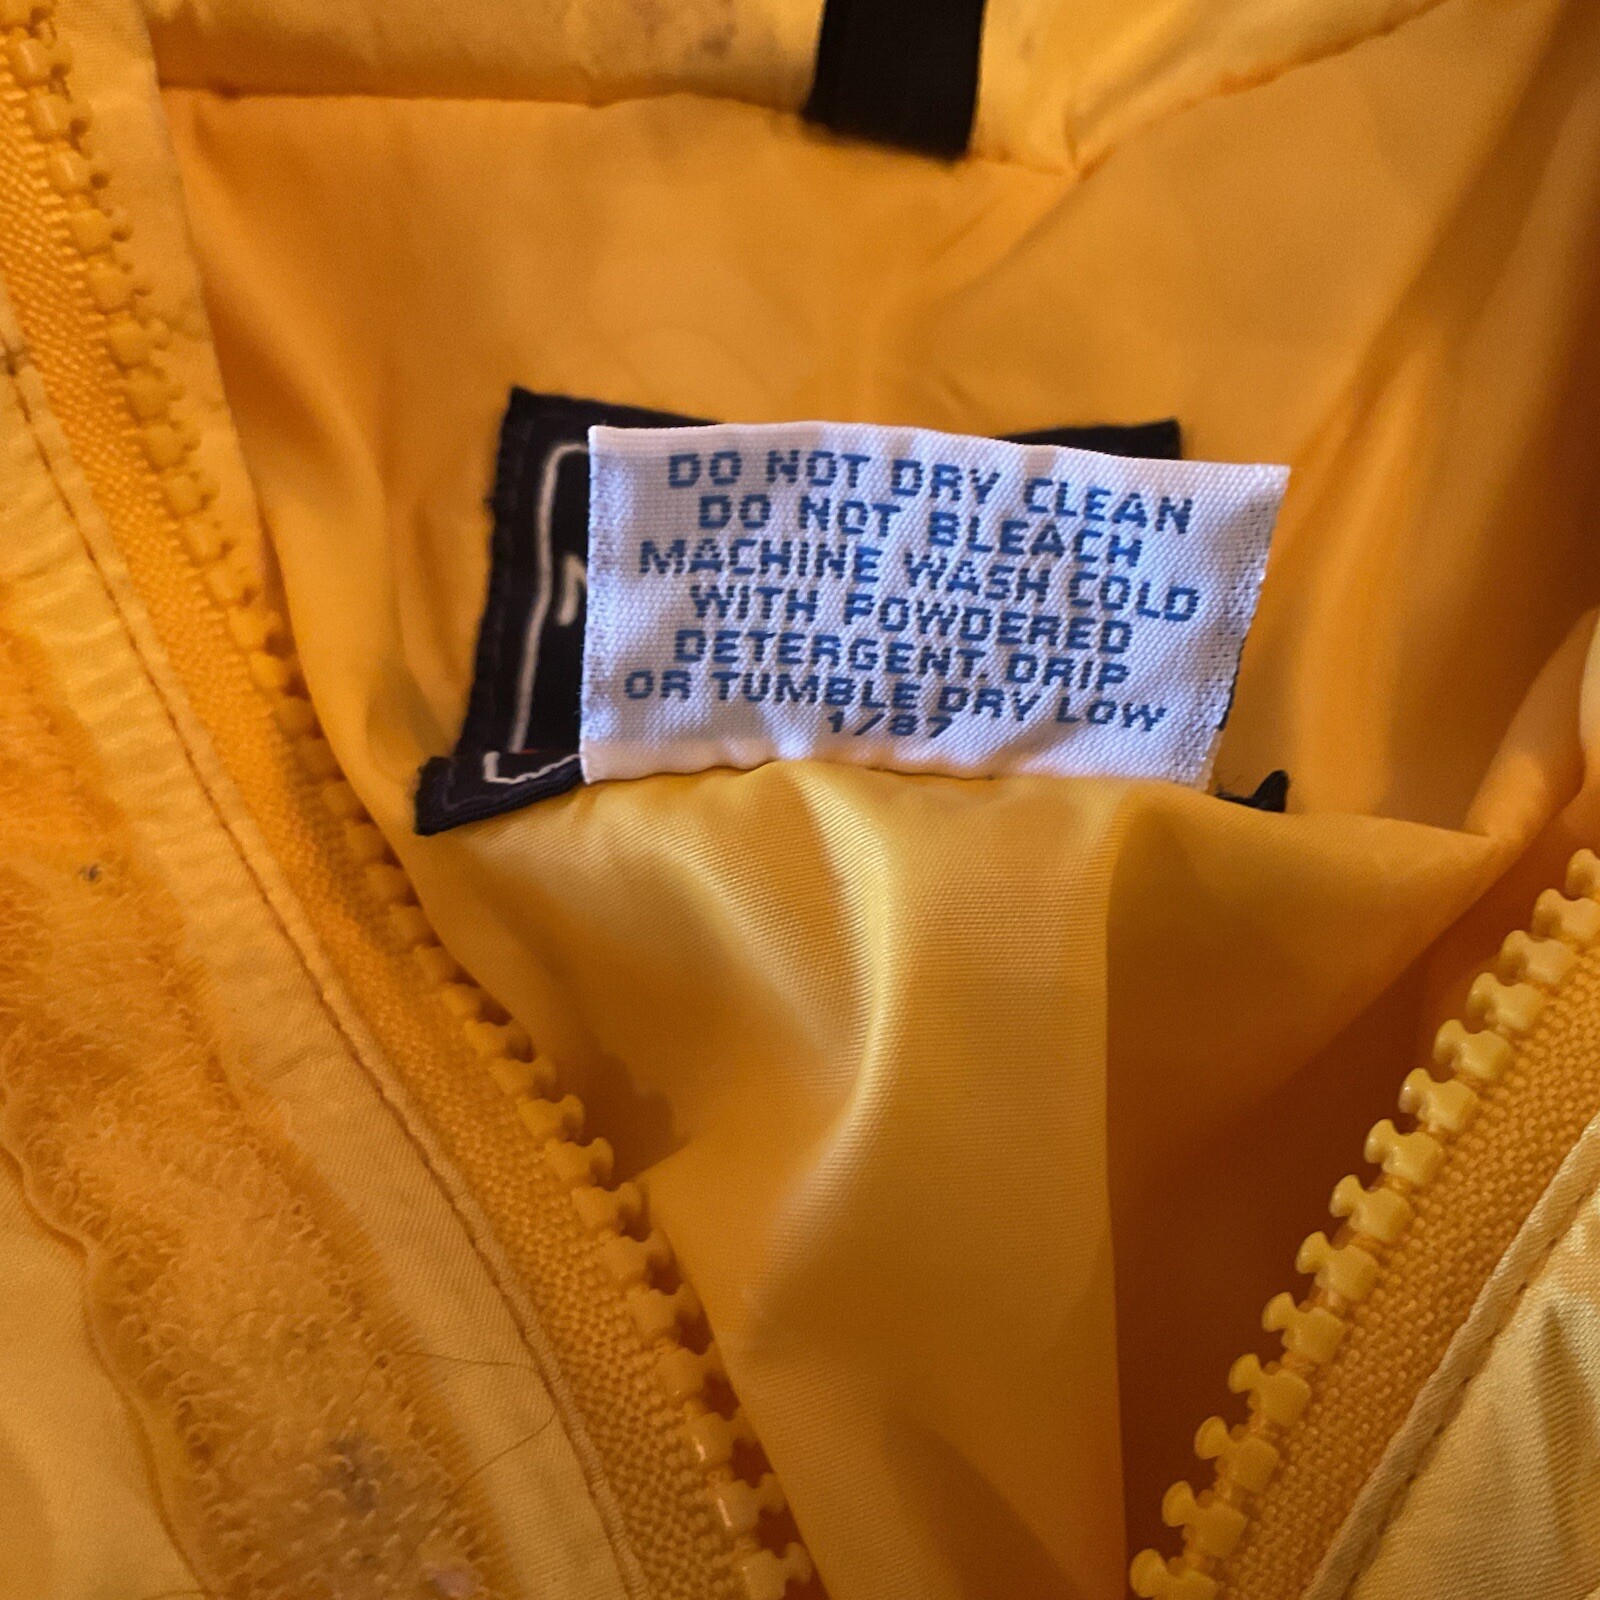 DO NOT DRY CLEAN
DO NOT BLEACH
MACHINE WASH COLD
WITH POWDERED
DETERGENT. DRIP
OR TUMBLE DRY LOW
1/87